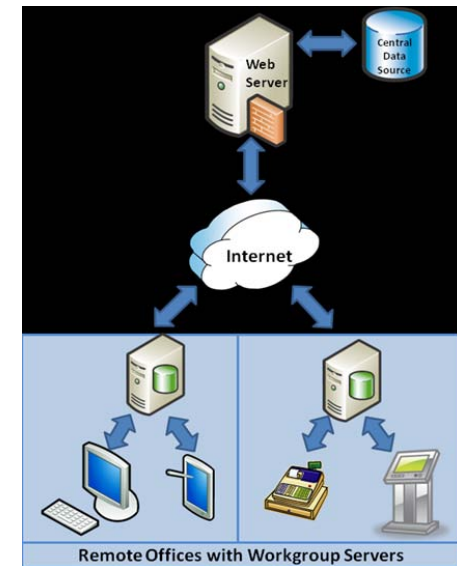 Web
Server
Central
Data
Source
Internet
Remote Offices with Workgroup Servers